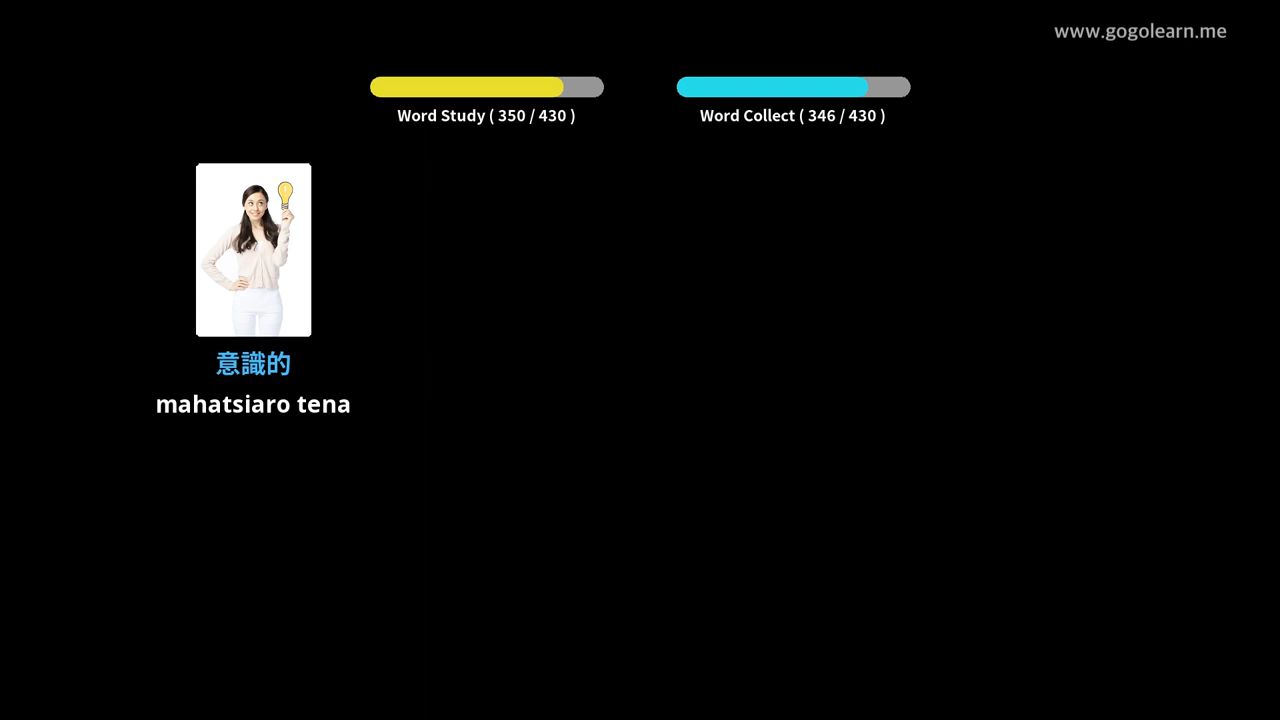 www.gogolearn.me
Word Study ( 350 / 430 )
Word Collect ( 346 / 430 )
意識的
mahatsiaro tena